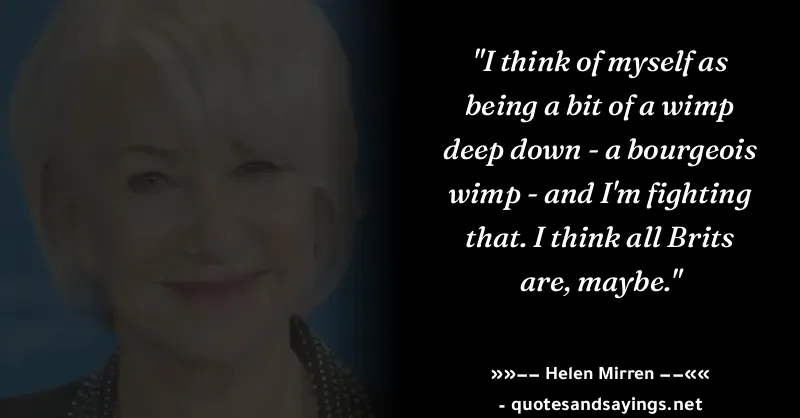 "I think of myself as
being a bit of a wimp
deep down - a bourgeois
wimp - and I'm fighting
that. I think all Brits
are, maybe."
»»−− Helen Mirren −−««
- quotesandsayings.net